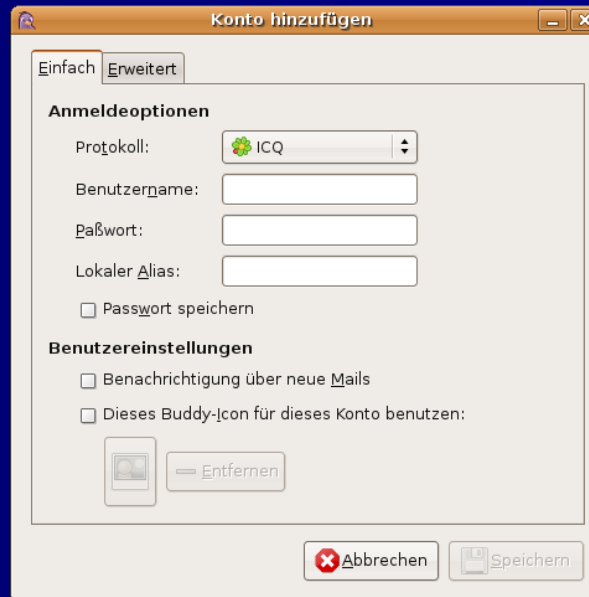 Konto hinzufügen
Einfach Erweitert
Anmeldeoptionen
Protokoll: ICQ
Benutzername:
Paßwort:
Lokaler Alias:
Passwort speichern
Benutzereinstellungen
Benachrichtigung über neue Mails
Dieses Buddy-Icon für dieses Konto benutzen:
Entfernen
Abbrechen Speichern